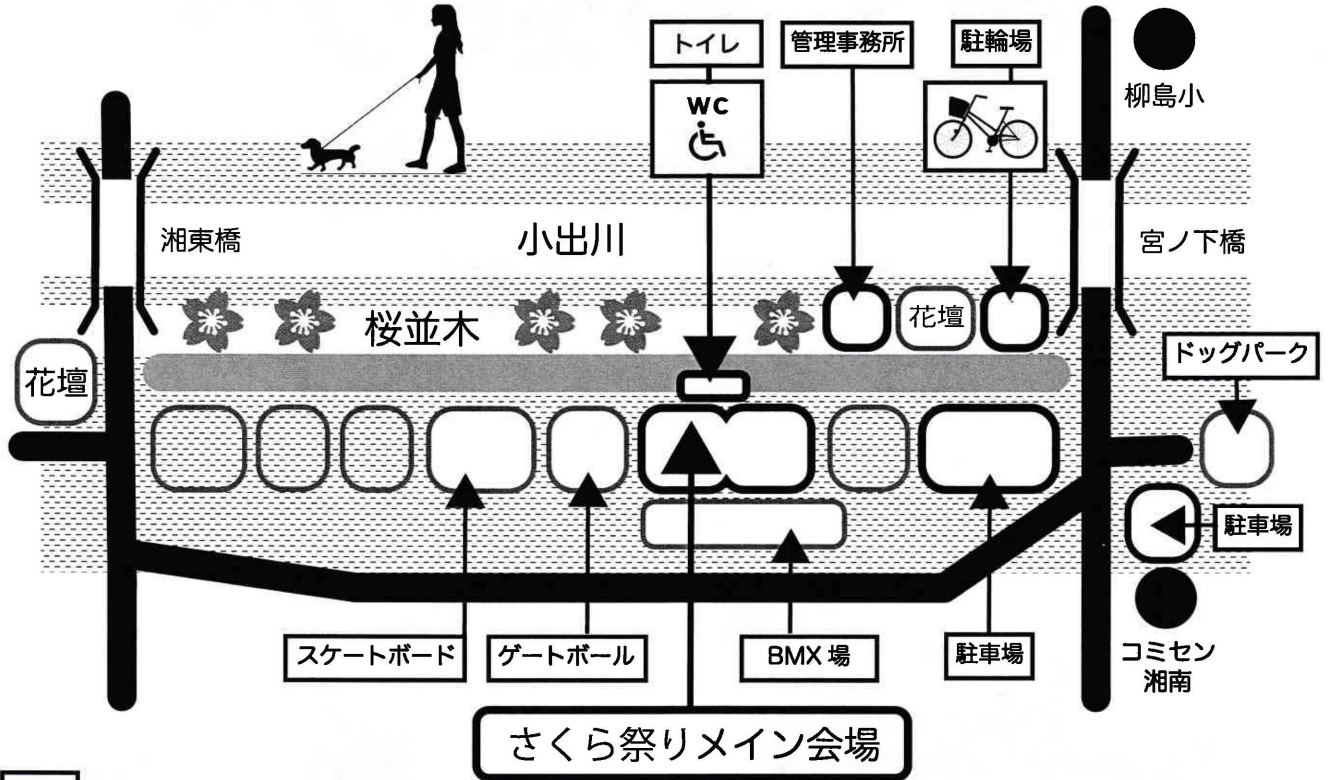 トイレ
管理事務所
駐輪場
WC
柳島小
湘東橋
小出川
宮ノ下橋
桜並木
花壇
花壇
ドッグパーク
駐車場
スケートボード
ゲートボール
BMX 場
駐車場
コミセン
湘南
さくら祭りメイン会場